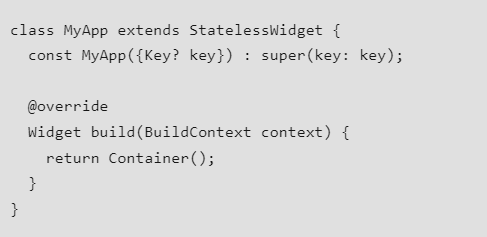 class MyApp extends StatelessWidget {
  const MyApp({Key? key}) : super(key: key);

  @override
  Widget build(BuildContext context) {
    return Container();
  }
}